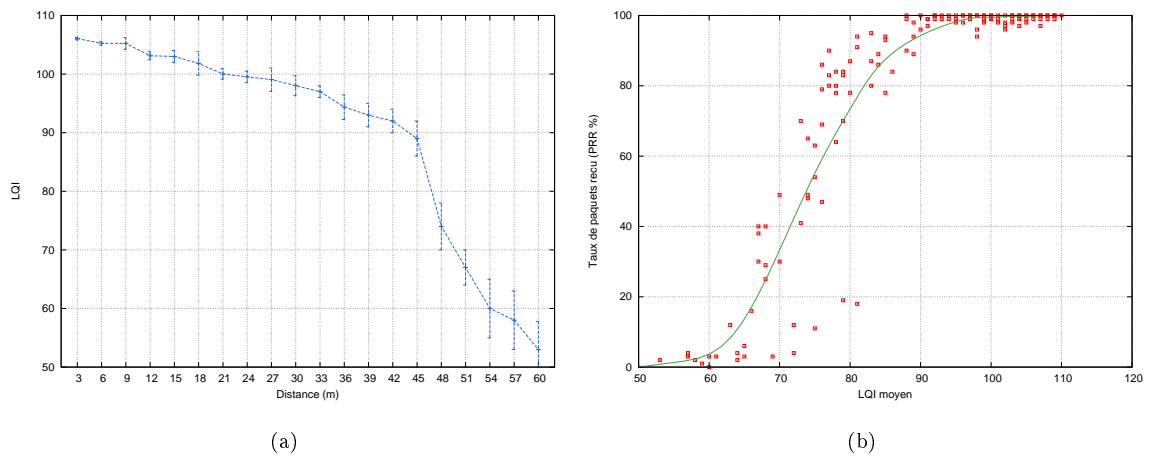 110
100
90
80
70
60
50
LQI
3 6 9 12 15 18 21 24 27 30 33 36 39 42 45 48 51 54 57 60
Distance (m)
(a)
100
80
60
40
20
0
Taux de paquets recu (PRR %)
50 60 70 80 90 100 110 120
LQI moyen
(b)